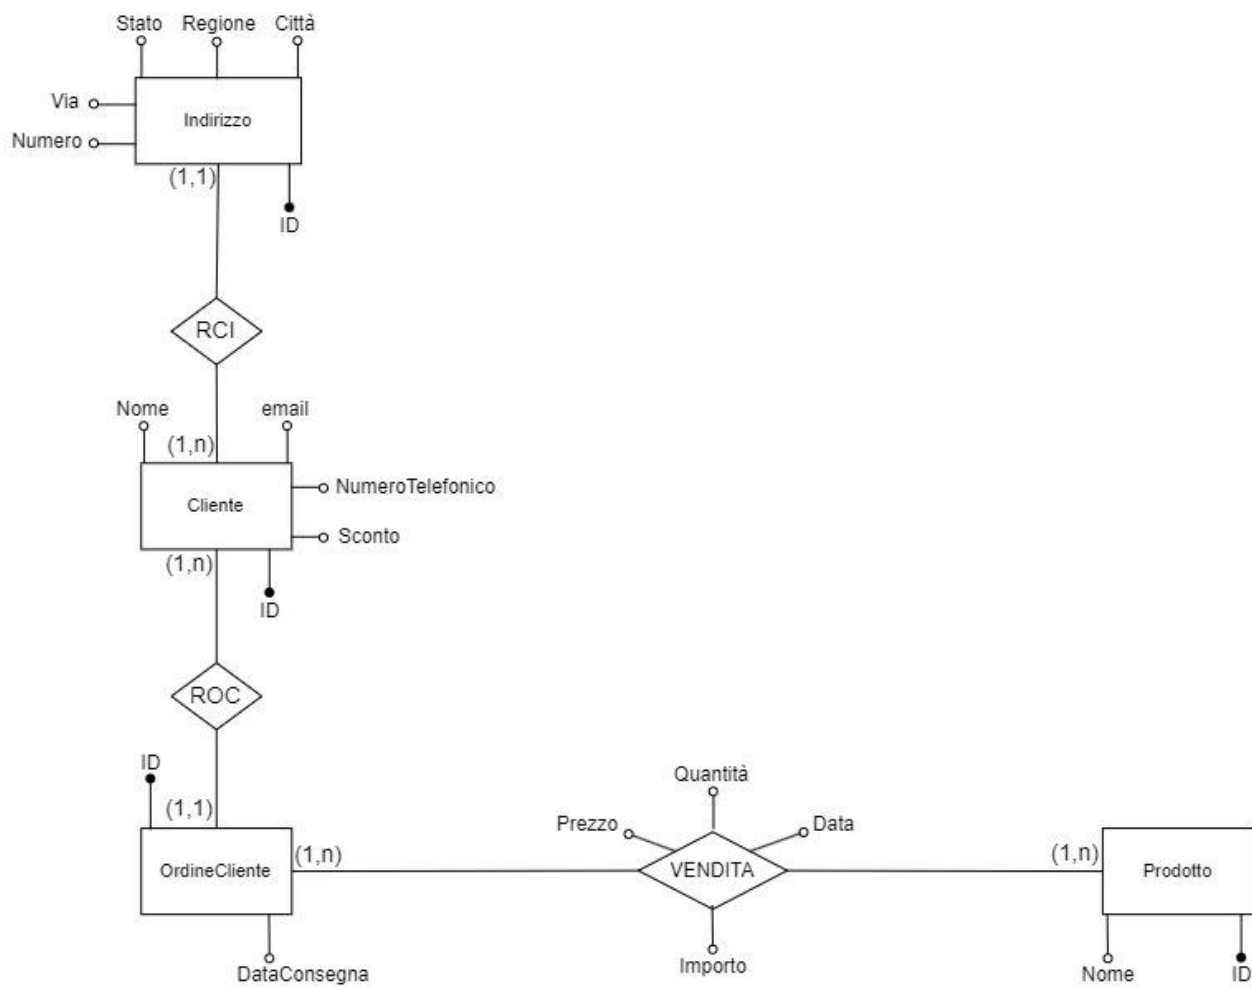 Stato Regione Città
Via
Indirizzo
Numero
(1,1)
ID
RCI
Nome email
(1,n)
NumeroTelefonico
Cliente
Sconto
(1,n)
ID
ROC
ID
Quantità
(1,1)
Prezzo Data
(1,n) (1,n)
OrdineCliente VENDITA Prodotto
Importo
DataConsegna Nome ID